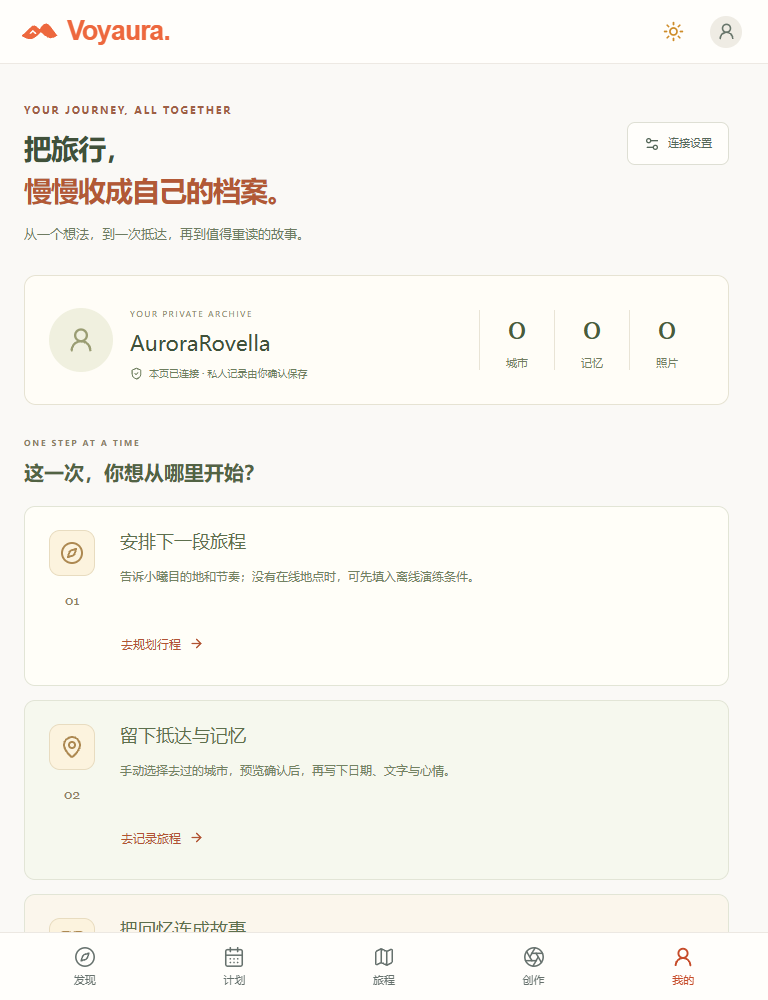 Voyaura.
YOUR JOURNEY, ALL TOGETHER
把旅行，
慢慢收成自己的档案。
从一个想法，到一次抵达，再到值得重读的故事。
连接设置
YOUR PRIVATE ARCHIVE
AuroraRovella
本页已连接 · 私人记录由你确认保存
0
城市
0
记忆
0
照片
ONE STEP AT A TIME
这一次，你想从哪里开始？
01
安排下一段旅程
告诉小曦目的地和节奏；没有在线地点时，可先填入离线演练条件。
去规划行程
02
留下抵达与记忆
手动选择去过的城市，预览确认后，再写下日期、文字与心情。
去记录旅程
把回忆连成故事
发现
计划
旅程
创作
我的